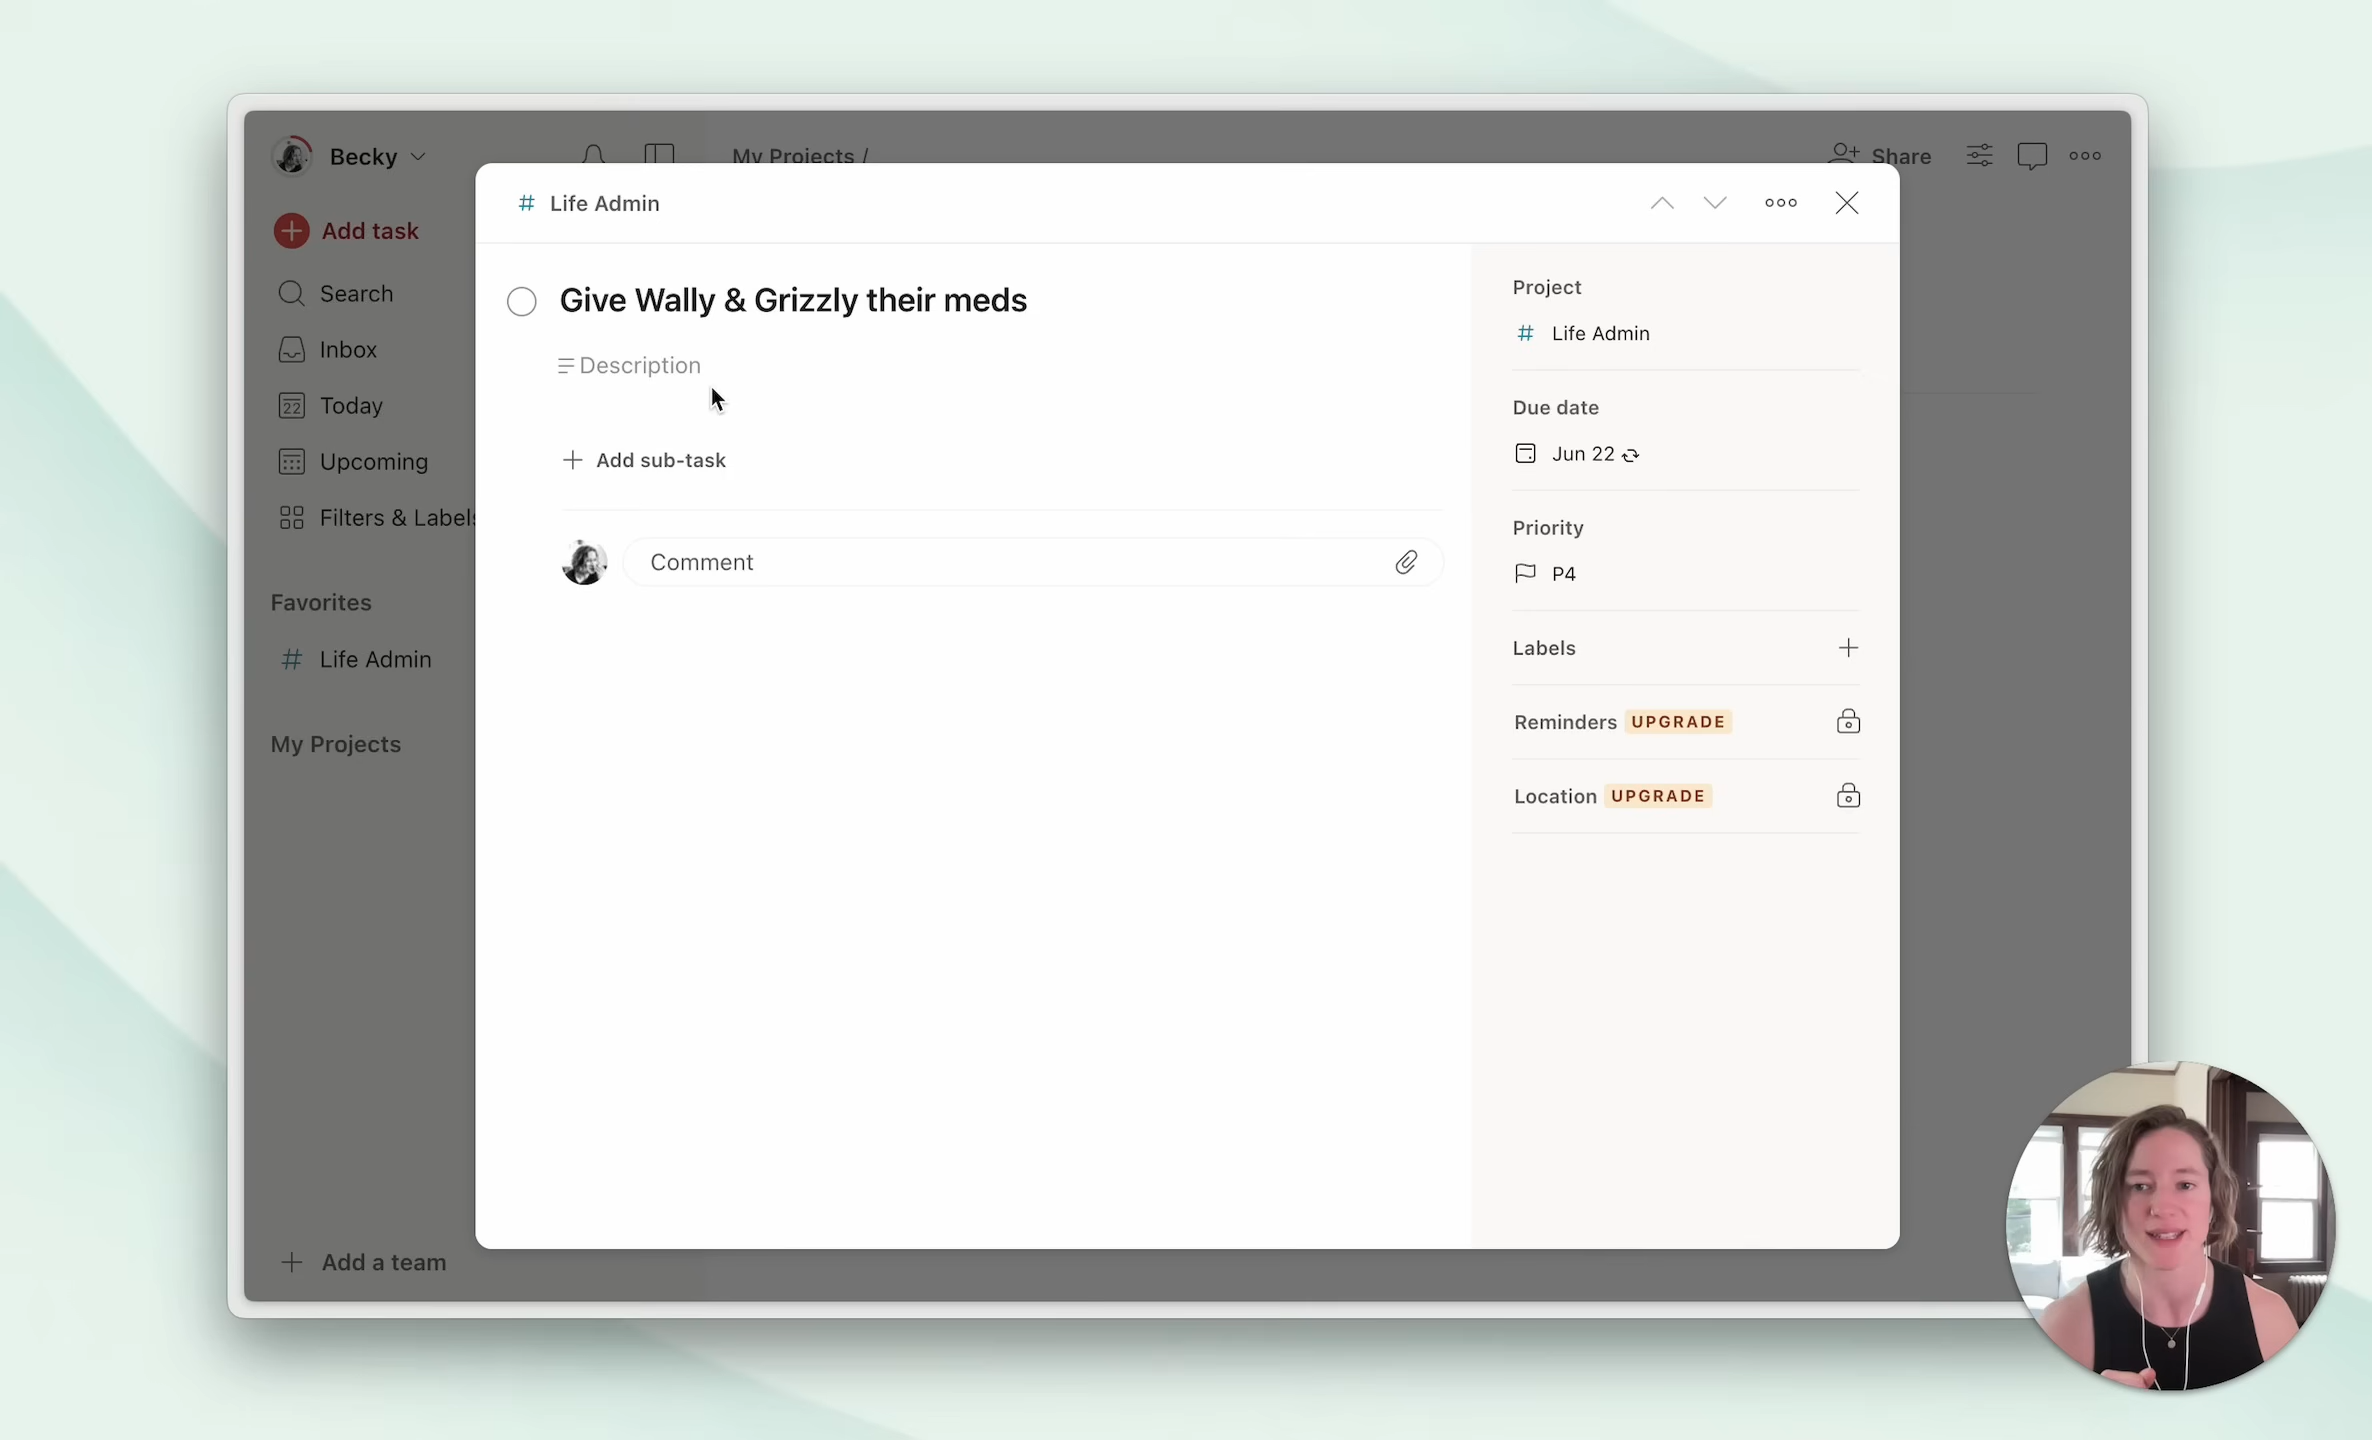 Becky
My Projects /
Share
Add task
Search
Inbox
22
Today
Upcoming
Filters & Labels
Favorites
# Life Admin
My Projects
+ Add a team
# Life Admin
Give Wally & Grizzly their meds
Description
+ Add sub-task
Comment
Project
# Life Admin
Due date
Jun 22
Priority
P4
Labels +
Reminders UPGRADE
Location UPGRADE